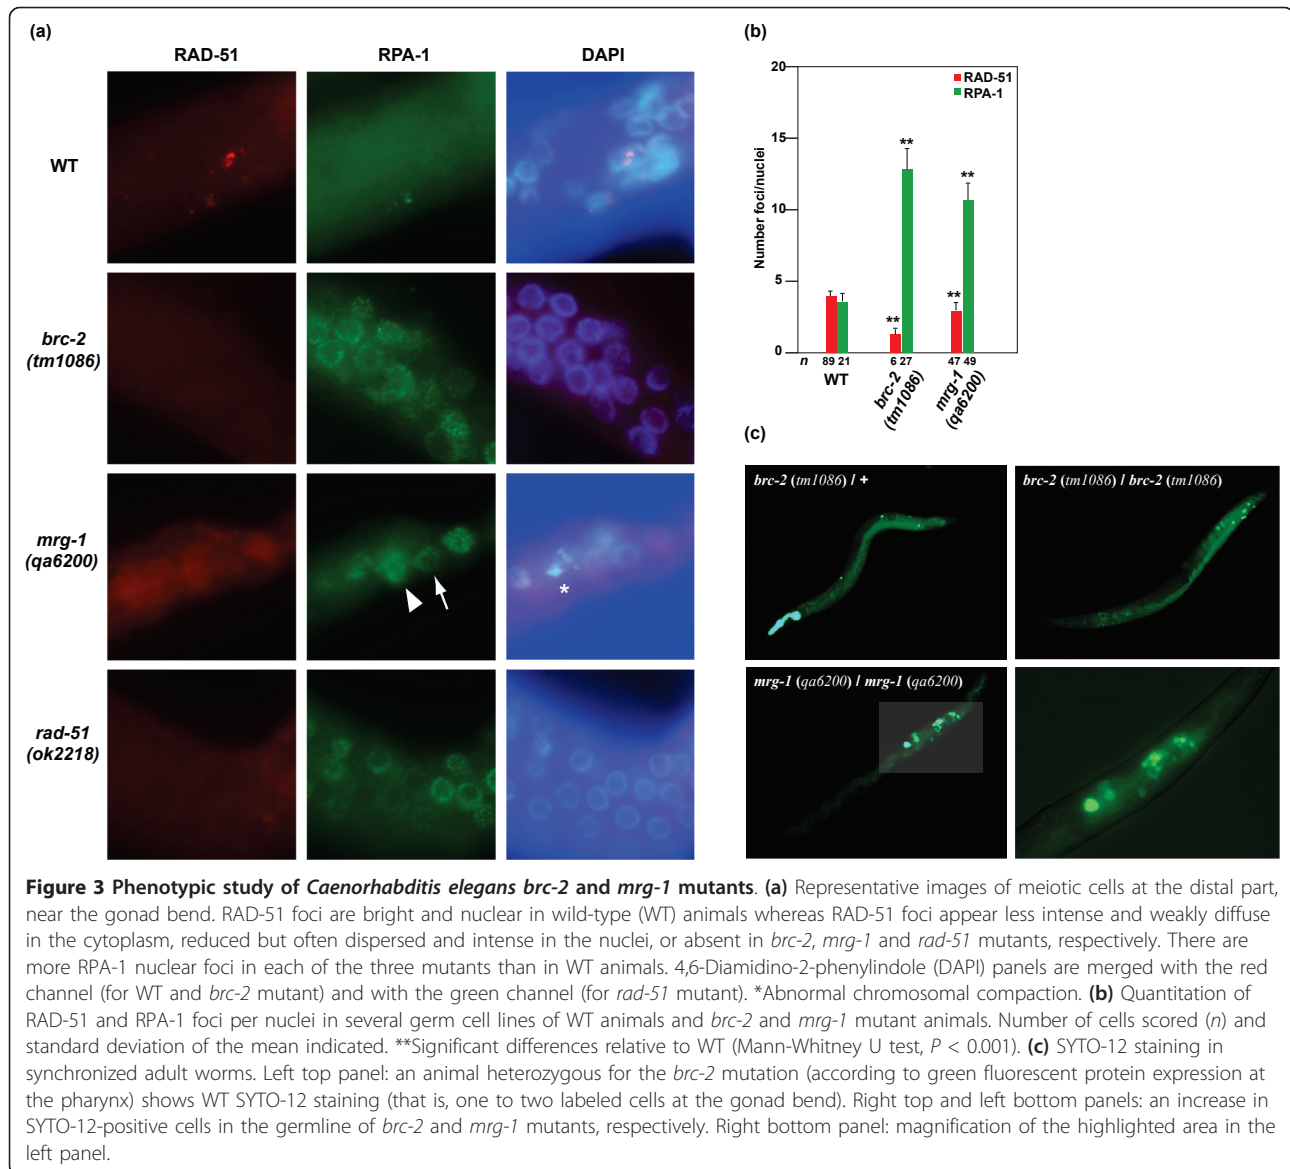 (a)
RAD-51 RPA-1 DAPI
WT
brc-2
(tm1086)
mrg-1
(qa6200)
*
rad-51
(ok2218)
(b)
Number foci/nuclei
20
15
10
5
0
RAD-51
RPA-1
** **
** **
n 89 21 6 27 47 49
WT
brc-2
(tm1086)
mrg-1
(qa6200)
(c)
brc-2 (tm1086) / +
brc-2 (tm1086) / brc-2 (tm1086)
mrg-1 (qa6200) / mrg-1 (qa6200)
Figure 3 Phenotypic study of Caenorhabditis elegans brc-2 and mrg-1 mutants. (a) Representative images of meiotic cells at the distal part,
near the gonad bend. RAD-51 foci are bright and nuclear in wild-type (WT) animals whereas RAD-51 foci appear less intense and weakly diffuse
in the cytoplasm, reduced but often dispersed and intense in the nuclei, or absent in brc-2, mrg-1 and rad-51 mutants, respectively. There are
more RPA-1 nuclear foci in each of the three mutants than in WT animals. 4,6-Diamidino-2-phenylindole (DAPI) panels are merged with the red
channel (for WT and brc-2 mutant) and with the green channel (for rad-51 mutant). *Abnormal chromosomal compaction. (b) Quantitation of
RAD-51 and RPA-1 foci per nuclei in several germ cell lines of WT animals and brc-2 and mrg-1 mutant animals. Number of cells scored (n) and
standard deviation of the mean indicated. **Significant differences relative to WT (Mann-Whitney U test, P < 0.001). (c) SYTO-12 staining in
synchronized adult worms. Left top panel: an animal heterozygous for the brc-2 mutation (according to green fluorescent protein expression at
the pharynx) shows WT SYTO-12 staining (that is, one to two labeled cells at the gonad bend). Right top and left bottom panels: an increase in
SYTO-12-positive cells in the germline of brc-2 and mrg-1 mutants, respectively. Right bottom panel: magnification of the highlighted area in the
left panel.